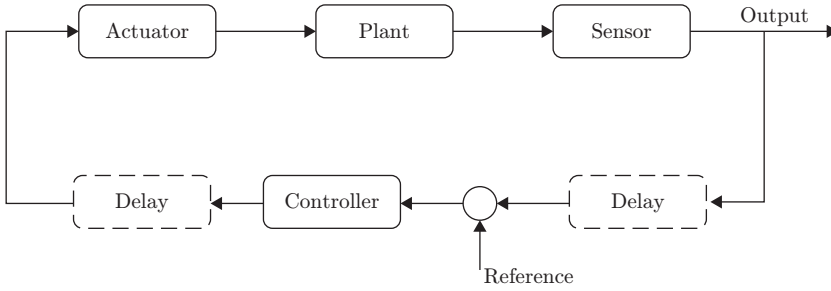 Output
Actuator
Plant
Sensor
Delay
Controller
Delay
Reference